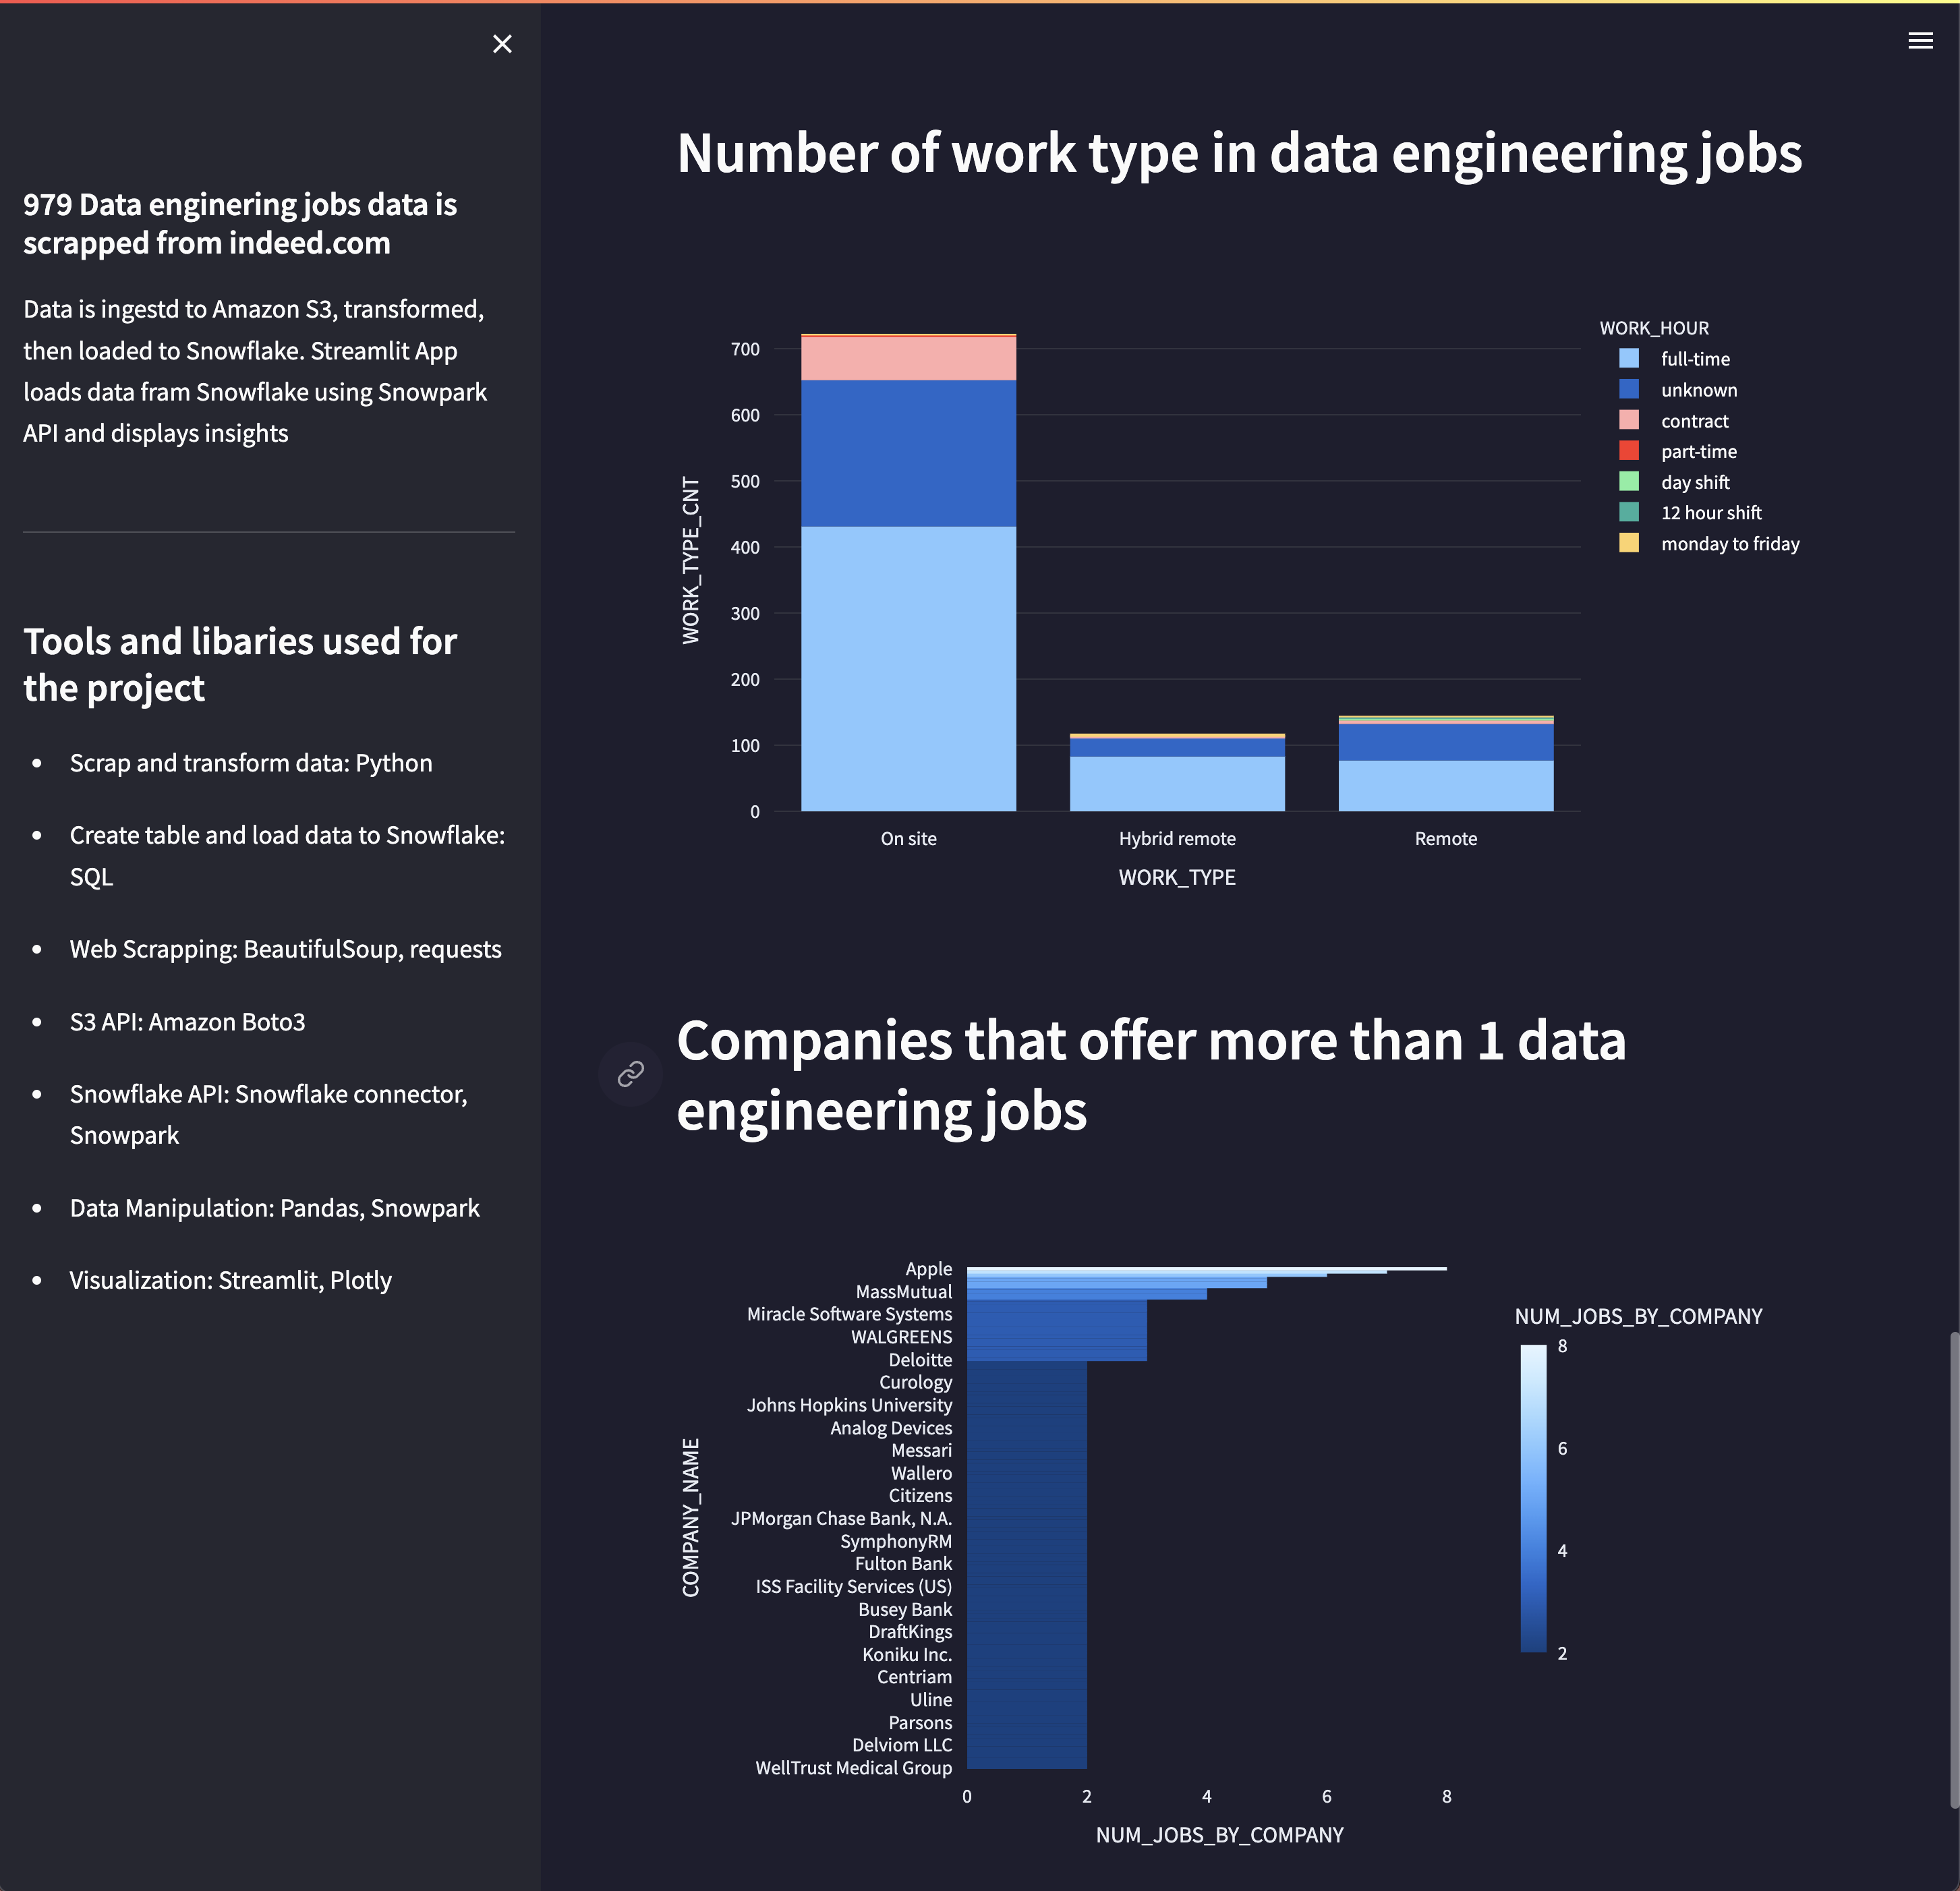 979 Data enginering jobs data is
scrapped from indeed.com
Data is ingestd to Amazon S3, transformed,
then loaded to Snowflake. Streamlit App
loads data fram Snowflake using Snowpark
API and displays insights
Tools and libaries used for
the project
Scrap and transform data: Python
Create table and load data to Snowflake:
SQL
Web Scrapping: BeautifulSoup, requests
S3 API: Amazon Boto3
Snowflake API: Snowflake connector,
Snowpark
Data Manipulation: Pandas, Snowpark
Visualization: Streamlit, Plotly
Number of work type in data engineering jobs
WORK_TYPE_CNT
700
600
500
400
300
200
100
0
On site
Hybrid remote
Remote
WORK_TYPE
WORK_HOUR
full-time
unknown
contract
part-time
day shift
12 hour shift
monday to friday
Companies that offer more than 1 data
engineering jobs
COMPANY_NAME
Apple
MassMutual
Miracle Software Systems
WALGREENS
Deloitte
Curology
Johns Hopkins University
Analog Devices
Messari
Wallero
Citizens
JPMorgan Chase Bank, N.A.
SymphonyRM
Fulton Bank
ISS Facility Services (US)
Busey Bank
DraftKings
Koniku Inc.
Centriam
Uline
Parsons
Delviom LLC
WellTrust Medical Group
0
2
4
6
8
NUM_JOBS_BY_COMPANY
NUM_JOBS_BY_COMPANY
8
6
4
2